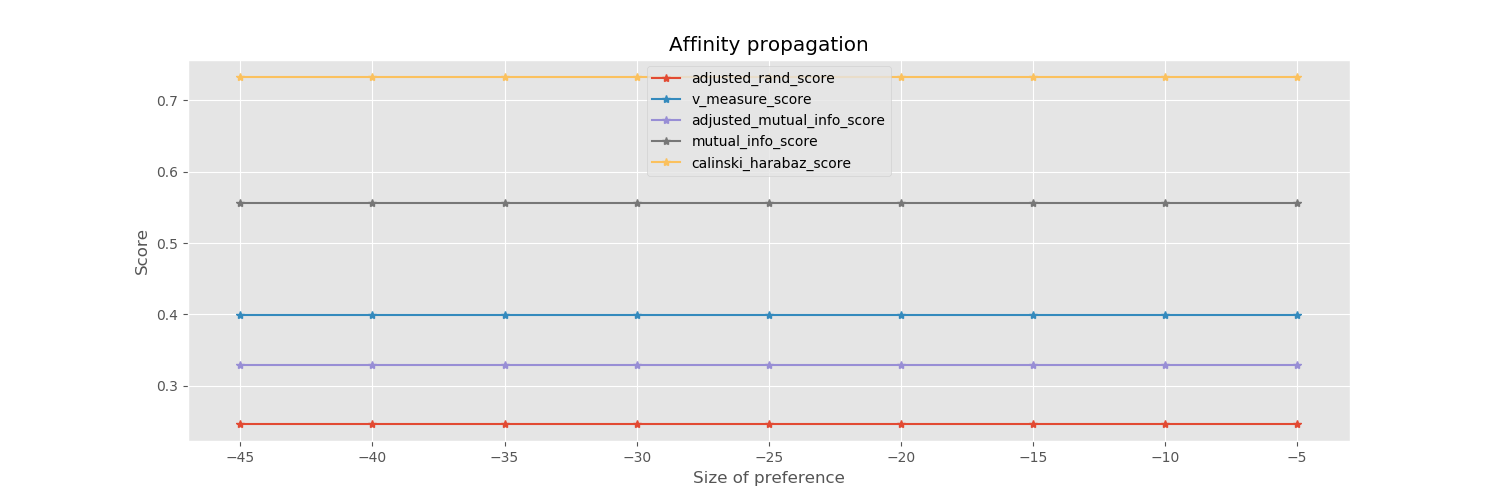 Affinity propagation
adjusted_rand_score
v_measure_score
adjusted_mutual_info_score
mutual_info_score
calinski_harabaz_score
Score
0.7
0.6
0.5
0.4
0.3
−45 −40 −35 −30 −25 −20 −15 −10 −5
Size of preference